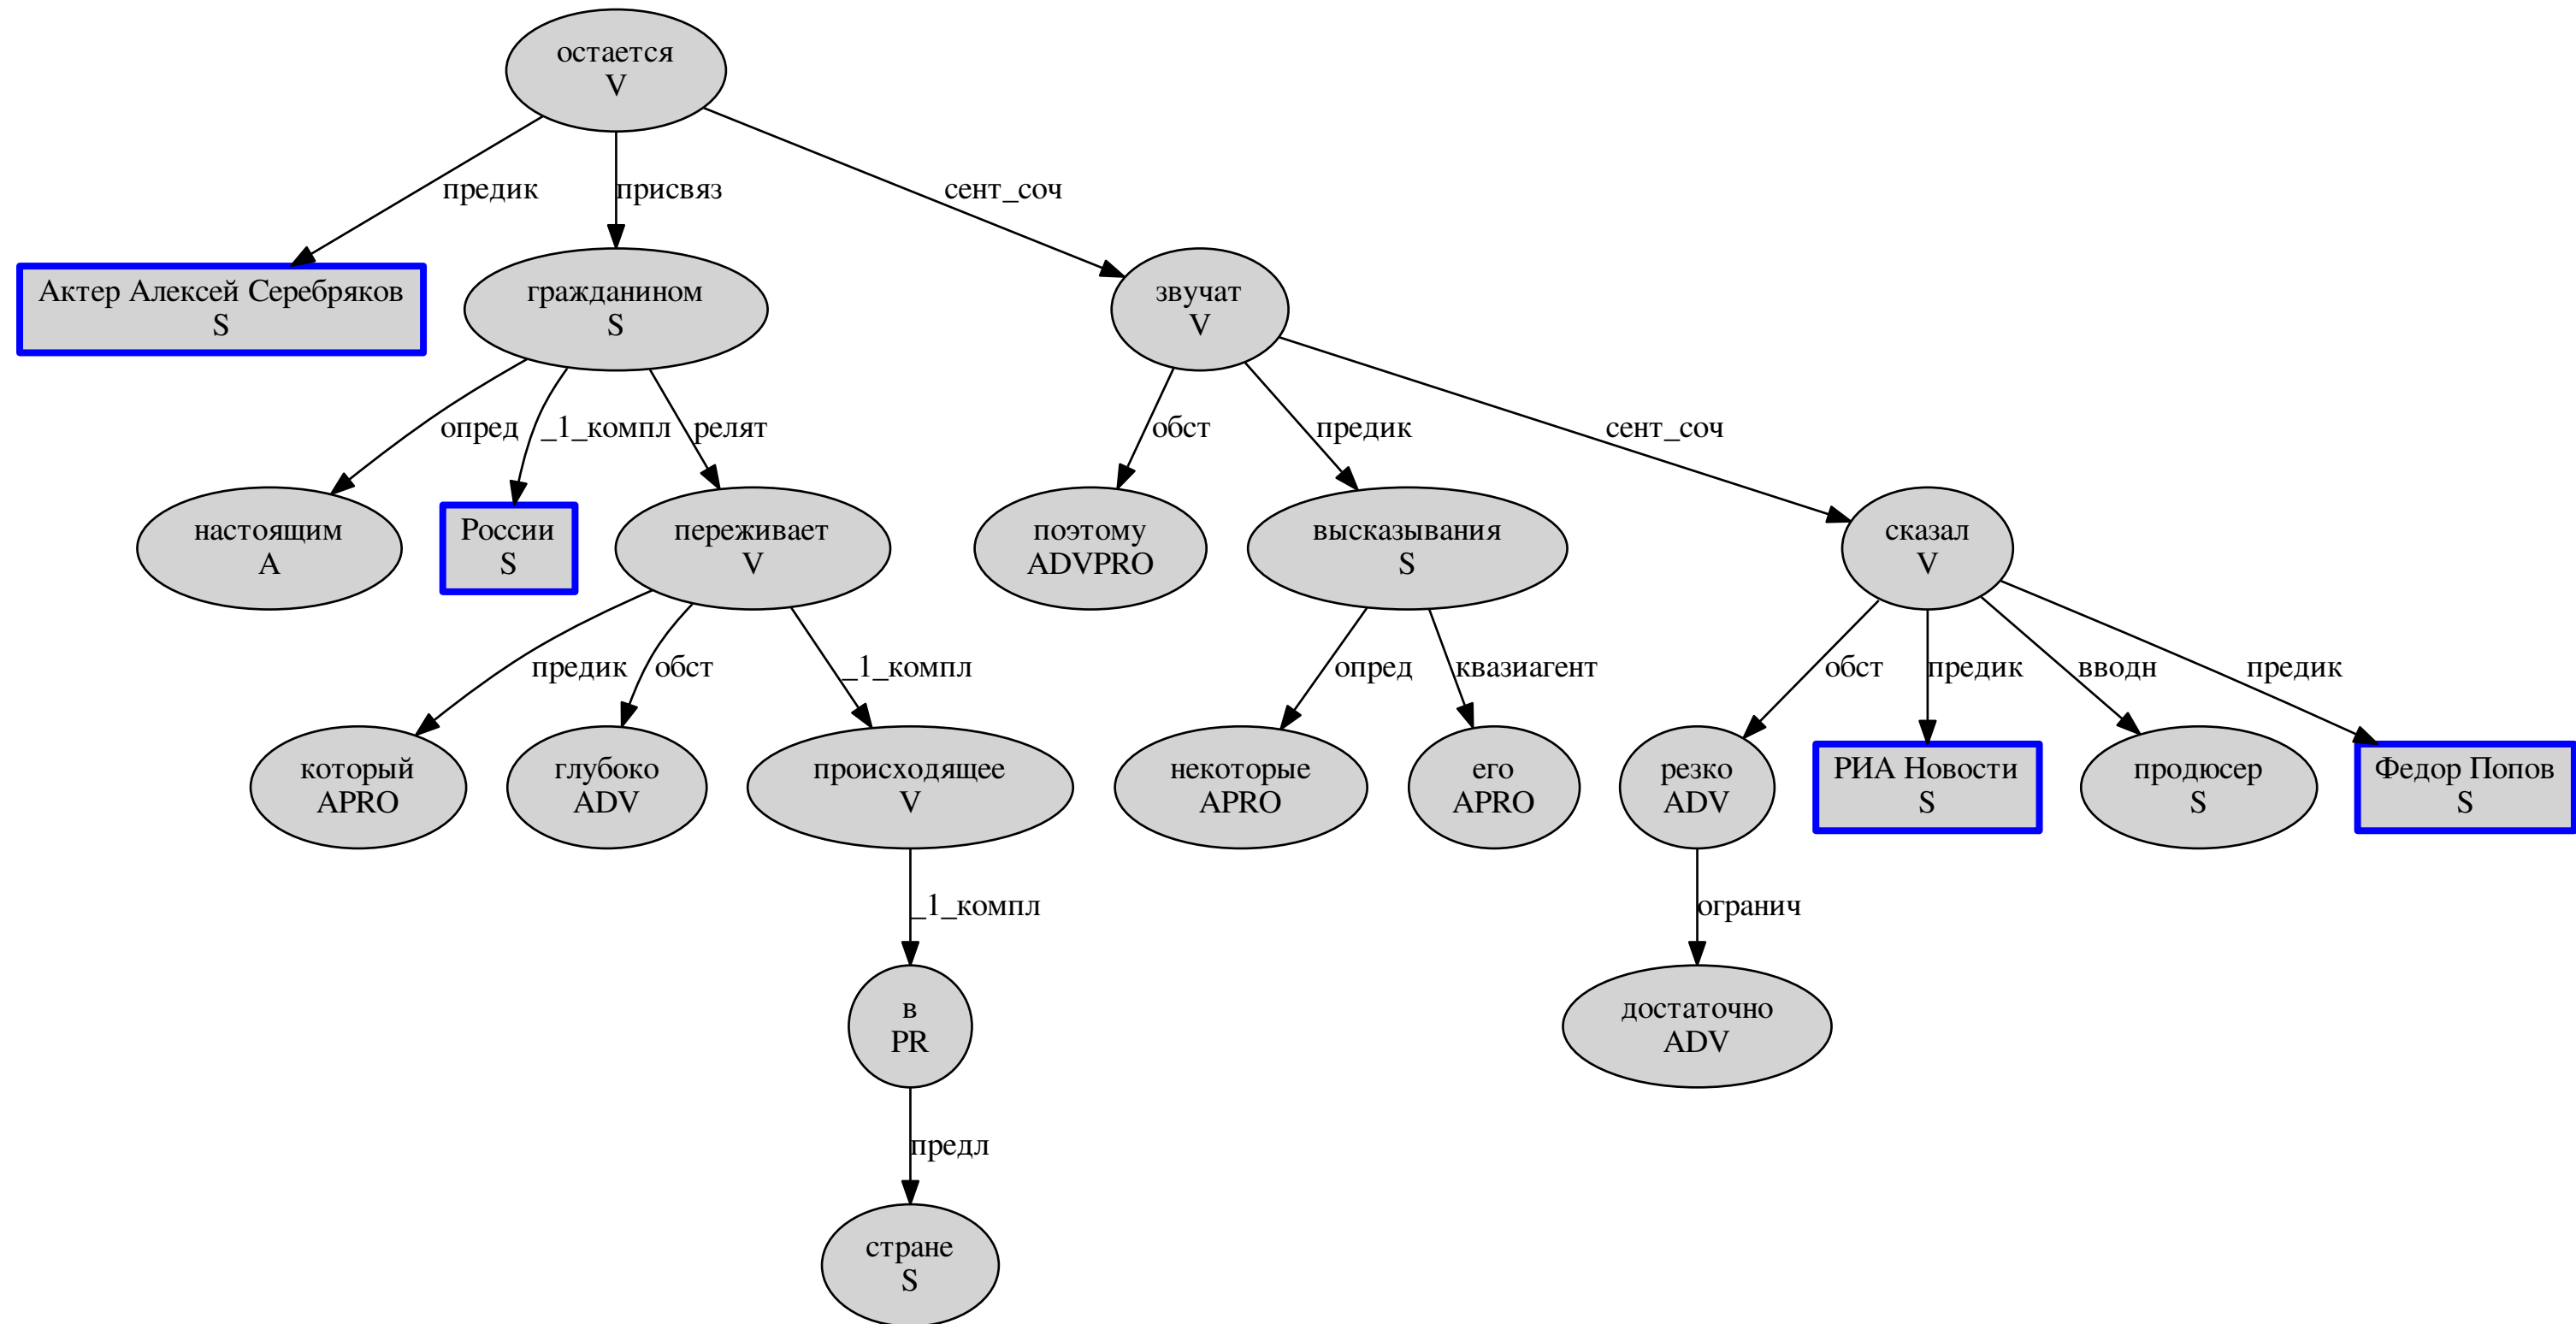 остается
V
предик
присвяз
сент_соч
Актер Алексей Серебряков
S
гражданином
S
звучат
V
опред
_1_компл
релят
обст
предик
сент_соч
настоящим
A
России
S
переживает
V
поэтому
ADVPRO
высказывания
S
сказал
V
предик
обст
_1_компл
опред
квазиагент
обст
предик
вводн
предик
который
APRO
глубоко
ADV
происходящее
V
некоторые
APRO
его
APRO
резко
ADV
РИА Новости
S
продюсер
S
Федор Попов
S
_1_компл
огранич
в
PR
достаточно
ADV
предл
стране
S